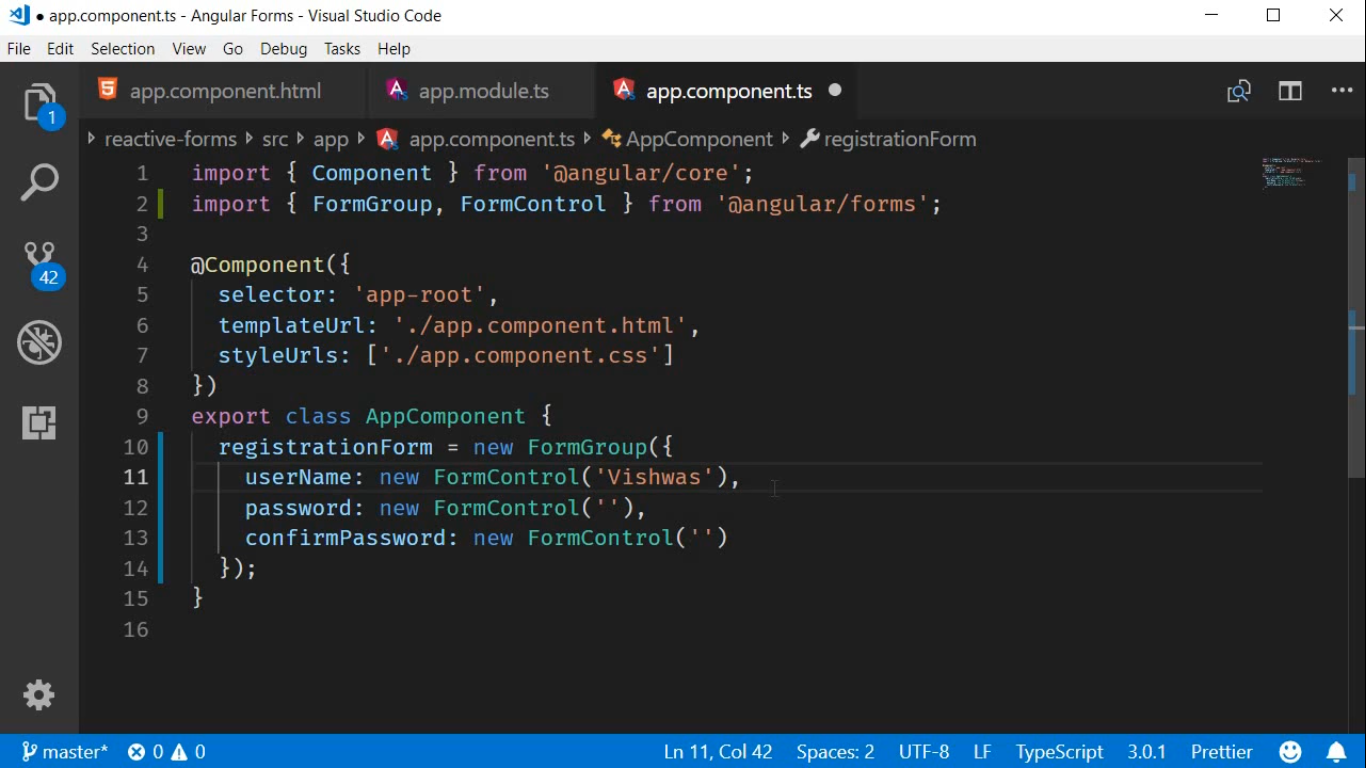 app.component.ts - Angular Forms - Visual Studio Code
File Edit Selection View Go Debug Tasks Help
app.component.html app.module.ts app.component.ts
reactive-forms src app app.component.ts AppComponent registrationForm
1
42
1 import { Component } from '@angular/core';
2 import { FormGroup, FormControl } from '@angular/forms';
3
4 @Component({
5 selector: 'app-root',
6 templateUrl: './app.component.html',
7 styleUrls: ['./app.component.css']
8 })
9 export class AppComponent {
10 registrationForm = new FormGroup({
11 userName: new FormControl('Vishwas'),
12 password: new FormControl(''),
13 confirmPassword: new FormControl('')
14 });
15 }
16
master* 0 0 Ln 11, Col 42 Spaces: 2 UTF-8 LF TypeScript 3.0.1 Prettier